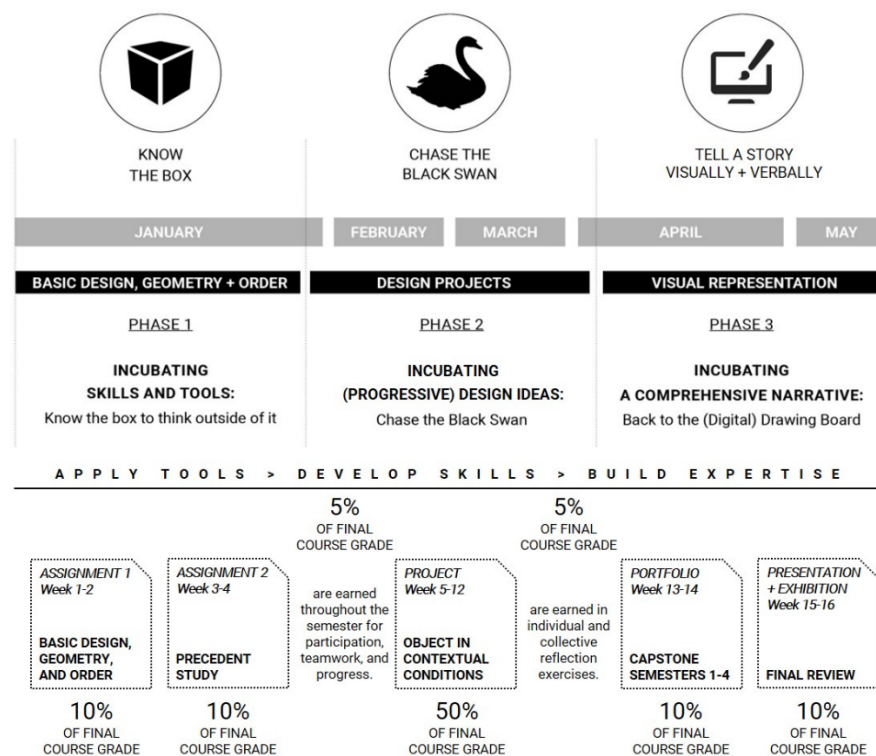 KNOW
THE BOX
CHASE THE
BLACK SWAN
TELL A STORY
VISUALLY + VERBALLY
JANUARY
FEBRUARY
MARCH
APRIL
MAY
BASIC DESIGN, GEOMETRY + ORDER
DESIGN PROJECTS
VISUAL REPRESENTATION
PHASE 1
PHASE 2
PHASE 3
INCUBATING
SKILLS AND TOOLS:
Know the box to think outside of it
INCUBATING
(PROGRESSIVE) DESIGN IDEAS:
Chase the Black Swan
INCUBATING
A COMPREHENSIVE NARRATIVE:
Back to the (Digital) Drawing Board
APPLY TOOLS > DEVELOP SKILLS > BUILD EXPERTISE
ASSIGNMENT 1
Week 1-2
BASIC DESIGN,
GEOMETRY,
AND ORDER
10%
OF FINAL
COURSE GRADE
ASSIGNMENT 2
Week 3-4
PRECEDENT
STUDY
10%
OF FINAL
COURSE GRADE
5%
OF FINAL
COURSE GRADE
are earned
throughout the
semester for
participation,
teamwork, and
progress.
PROJECT
Week 5-12
OBJECT IN
CONTEXTUAL
CONDITIONS
50%
OF FINAL
COURSE GRADE
5%
OF FINAL
COURSE GRADE
are earned in
individual and
collective
reflection
exercises.
PORTFOLIO
Week 13-14
CAPSTONE
SEMESTERS 1-4
10%
OF FINAL
COURSE GRADE
PRESENTATION
+ EXHIBITION
Week 15-16
FINAL REVIEW
10%
OF FINAL
COURSE GRADE